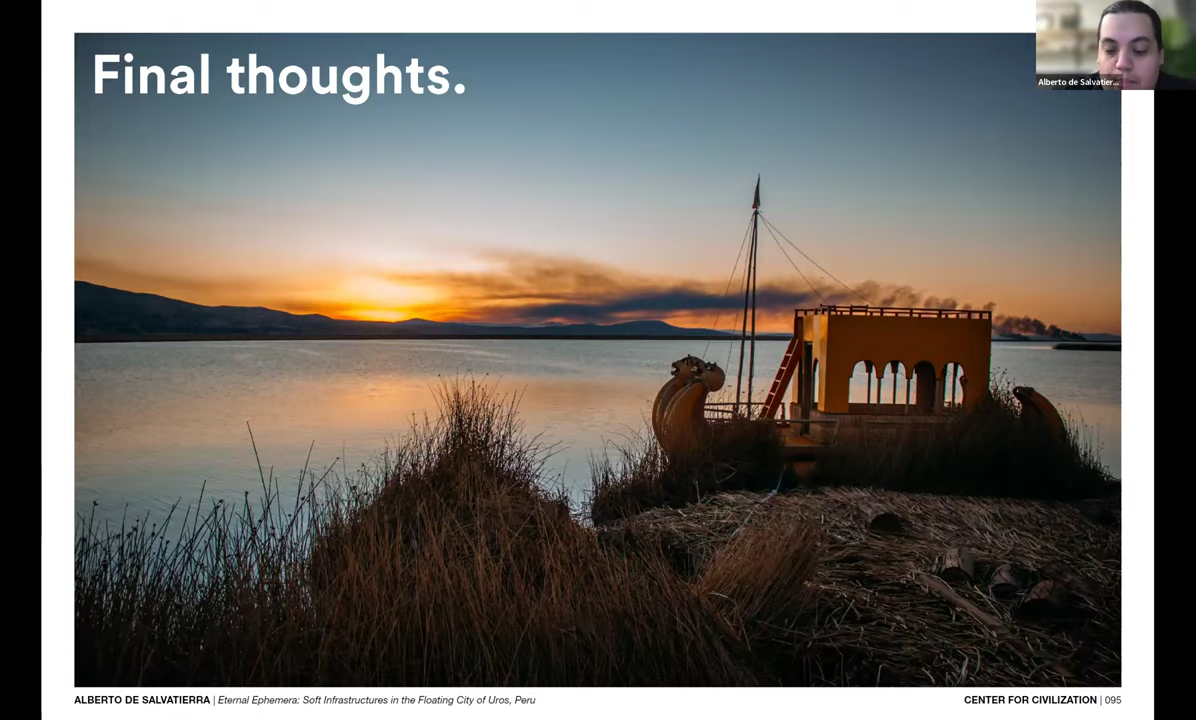 Final thoughts.
Alberto de Salvatier...
ALBERTO DE SALVATIERRA | Eternal Ephemera: Soft Infrastructures in the Floating City of Uros, Peru
CENTER FOR CIVILIZATION | 095